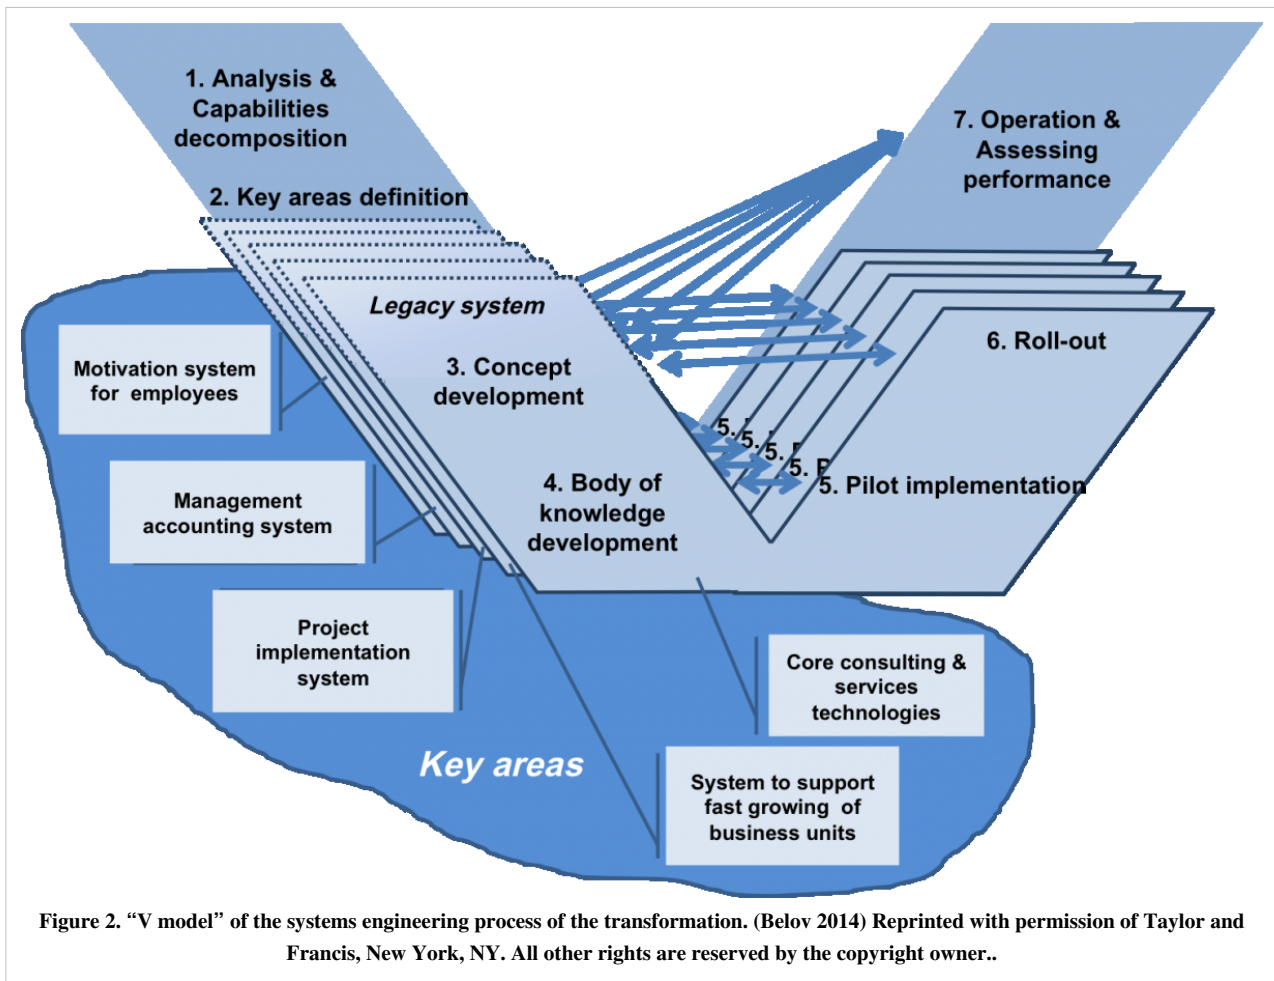 1. Analysis &
Capabilities
decomposition
2. Key areas definition
7. Operation &
Assessing
performance
Legacy system
3. Concept
development
4. Body of
knowledge
development
6. Roll-out
5.
5.
5.
5. P
5. Pilot implementation
Motivation system
for employees
Management
accounting system
Project
implementation
system
Core consulting &
services
technologies
System to support
fast growing of
business units
Key areas
Figure 2. “V model” of the systems engineering process of the transformation. (Belov 2014) Reprinted with permission of Taylor and
Francis, New York, NY. All other rights are reserved by the copyright owner..